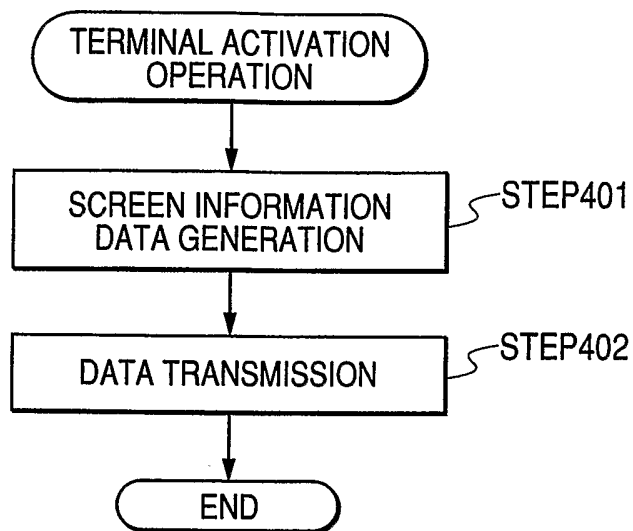 TERMINAL ACTIVATION
OPERATION
SCREEN INFORMATION
DATA GENERATION
STEP401
DATA TRANSMISSION
STEP402
END